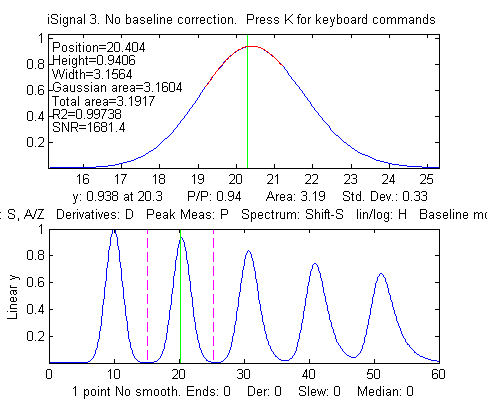 iSignal 3. No baseline correction.  Press K for keyboard commands
Position=20.404
Height=0.9406
Width=3.1564
Gaussian area=3.1604
Total area=3.1917
R2=0.99738
SNR=1681.4
1
0.8
0.6
0.4
0.2
16 17 18 19 20 21 22 23 24 25
y: 0.938 at 20.3 P/P: 0.94 Area: 3.19 Std. Dev.: 0.33
: S, A/Z Derivatives: D Peak Meas: P Spectrum: Shift-S lin/log: H Baseline mo
Linear y
1
0.8
0.6
0.4
0.2
0 10 20 30 40 50 60
1 point No smooth. Ends: 0 Der: 0 Slew: 0 Median: 0